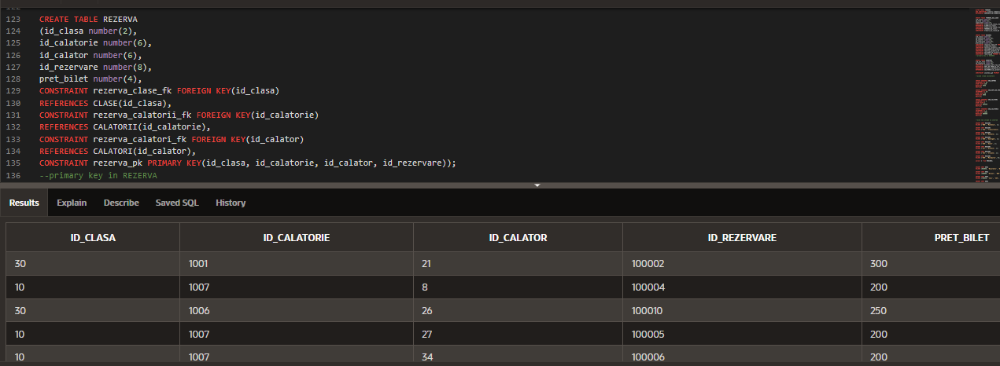 123 CREATE TABLE REZERVA
124 (id_clasa number(2),
125 id_calatorie number(6),
126 id_calator number(6),
127 id_rezervare number(8),
128 pret_bilet number(4),
129 CONSTRAINT rezerva_clase_fk FOREIGN KEY(id_clasa)
130 REFERENCES CLASE(id_clasa),
131 CONSTRAINT rezerva_calatorii_fk FOREIGN KEY(id_calatorie)
132 REFERENCES CALATORII(id_calatorie),
133 CONSTRAINT rezerva_calatori_fk FOREIGN KEY(id_calator)
134 REFERENCES CALATORI(id_calator),
135 CONSTRAINT rezerva_pk PRIMARY KEY(id_clasa, id_calatorie, id_calator, id_rezervare));
136 --primary key in REZERVA
Results Explain Describe Saved SQL History
ID_CLASA ID_CALATORIE ID_CALATOR ID_REZERVARE PRET_BILET
30 1001 21 100002 300
10 1007 8 100004 200
30 1006 26 100010 250
10 1007 27 100005 200
10 1007 34 100006 200